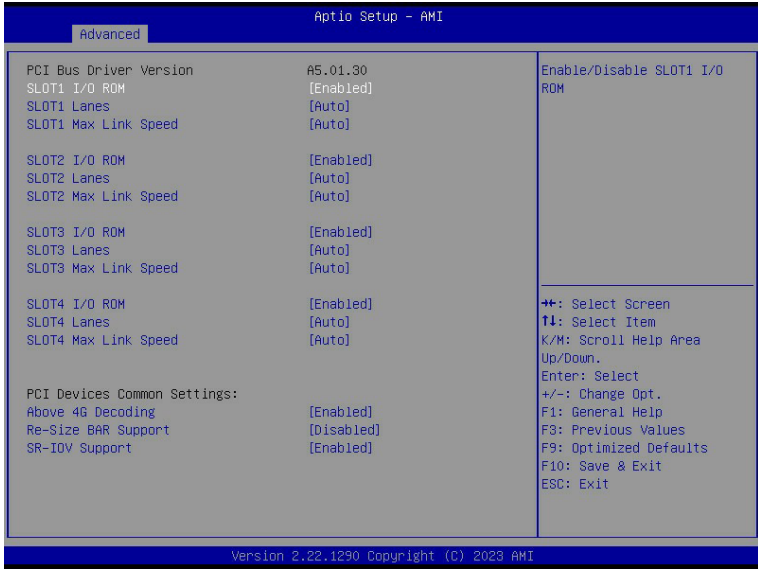 Aptio Setup – AMI
Advanced
PCI Bus Driver Version A5.01.30
SLOT1 I/O ROM [Enabled]
SLOT1 Lanes [Auto]
SLOT1 Max Link Speed [Auto]
SLOT2 I/O ROM [Enabled]
SLOT2 Lanes [Auto]
SLOT2 Max Link Speed [Auto]
SLOT3 I/O ROM [Enabled]
SLOT3 Lanes [Auto]
SLOT3 Max Link Speed [Auto]
SLOT4 I/O ROM [Enabled]
SLOT4 Lanes [Auto]
SLOT4 Max Link Speed [Auto]
PCI Devices Common Settings:
Above 4G Decoding [Enabled]
Re-Size BAR Support [Disabled]
SR-IOV Support [Enabled]
Enable/Disable SLOT1 I/O
ROM
→←: Select Screen
↑↓: Select Item
K/M: Scroll Help Area
Up/Down.
Enter: Select
+/-: Change Opt.
F1: General Help
F3: Previous Values
F9: Optimized Defaults
F10: Save & Exit
ESC: Exit
Version 2.22.1290 Copyright (C) 2023 AMI